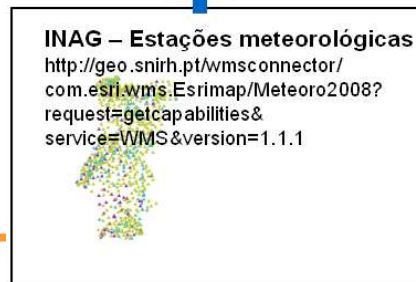 INAG – Estações meteorológicas
http://geo.snirh.pt/wmsconnector/
com.esri.wms.Esrimap/Meteoro2008?
request=getcapabilities&
service=WMS&version=1.1.1